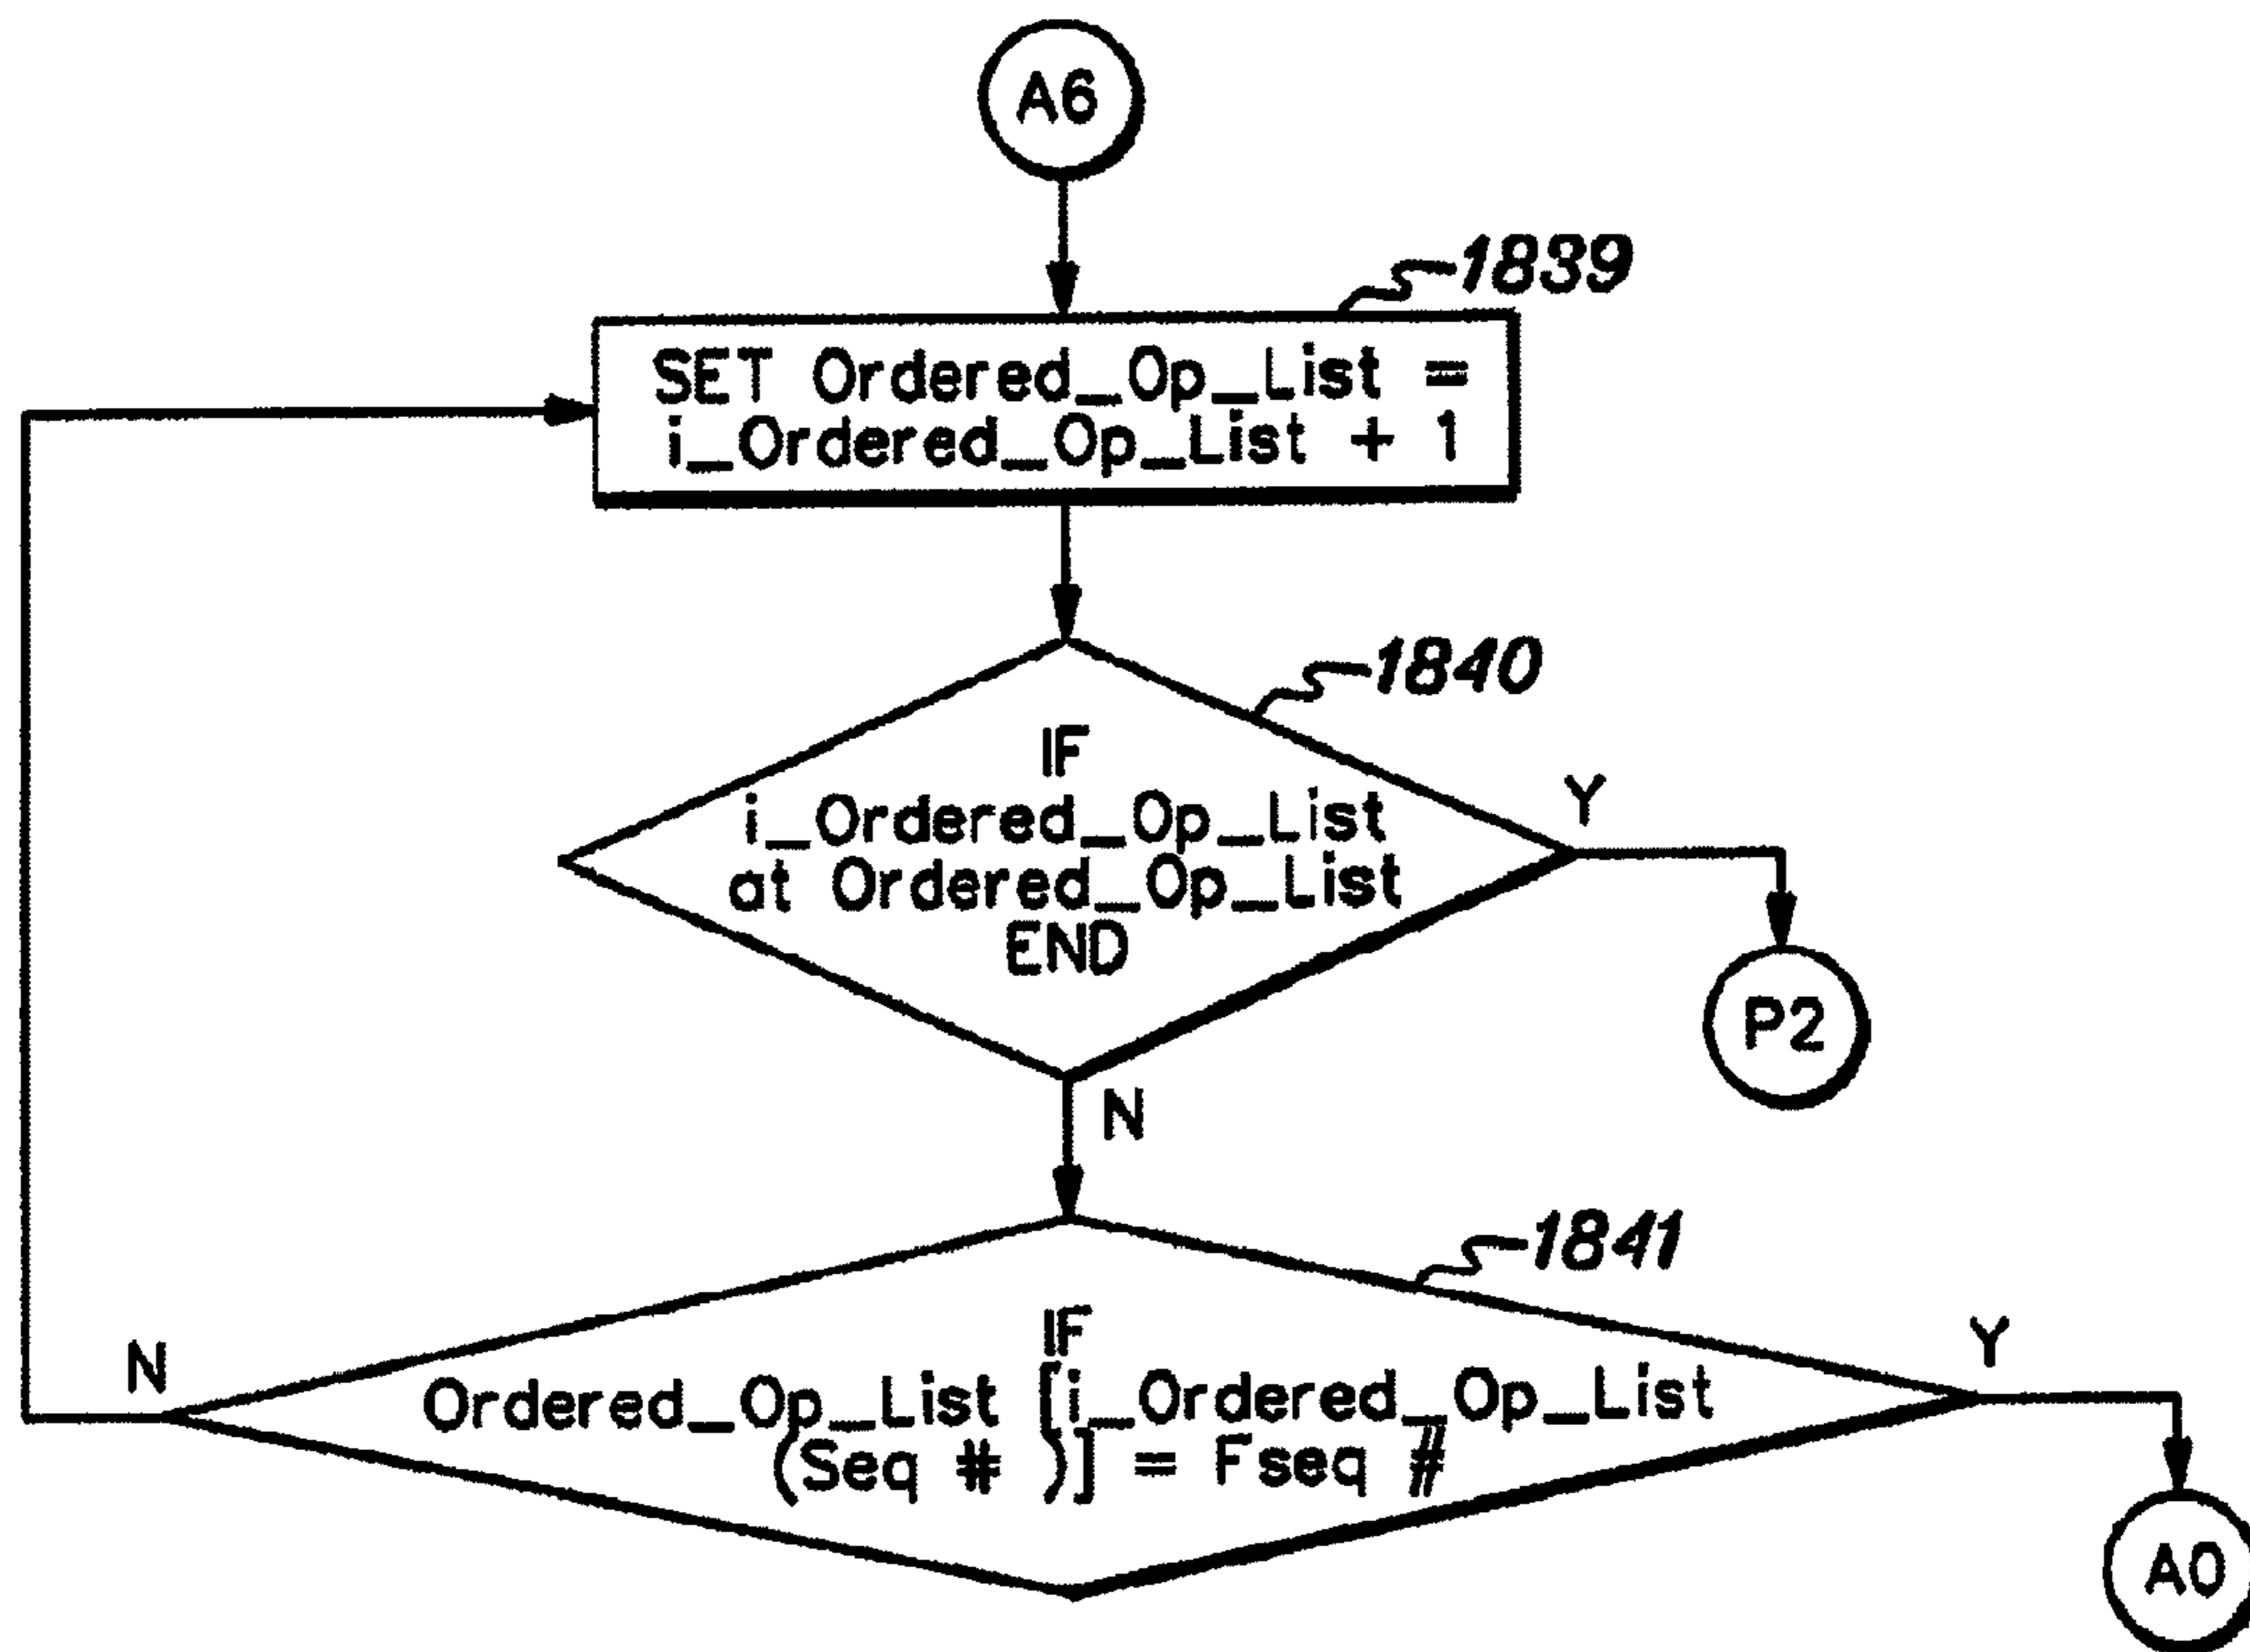 A6
1839
SET Ordered_Op_List =
i_Ordered_Op_List + 1
1840
IF
i_Ordered_Op_List
at Ordered_Op_List
END
Y
P2
N
1841
IF
Ordered_Op_List [i_Ordered_Op_List
(Seq # )] = Fseq #
N
Y
A0